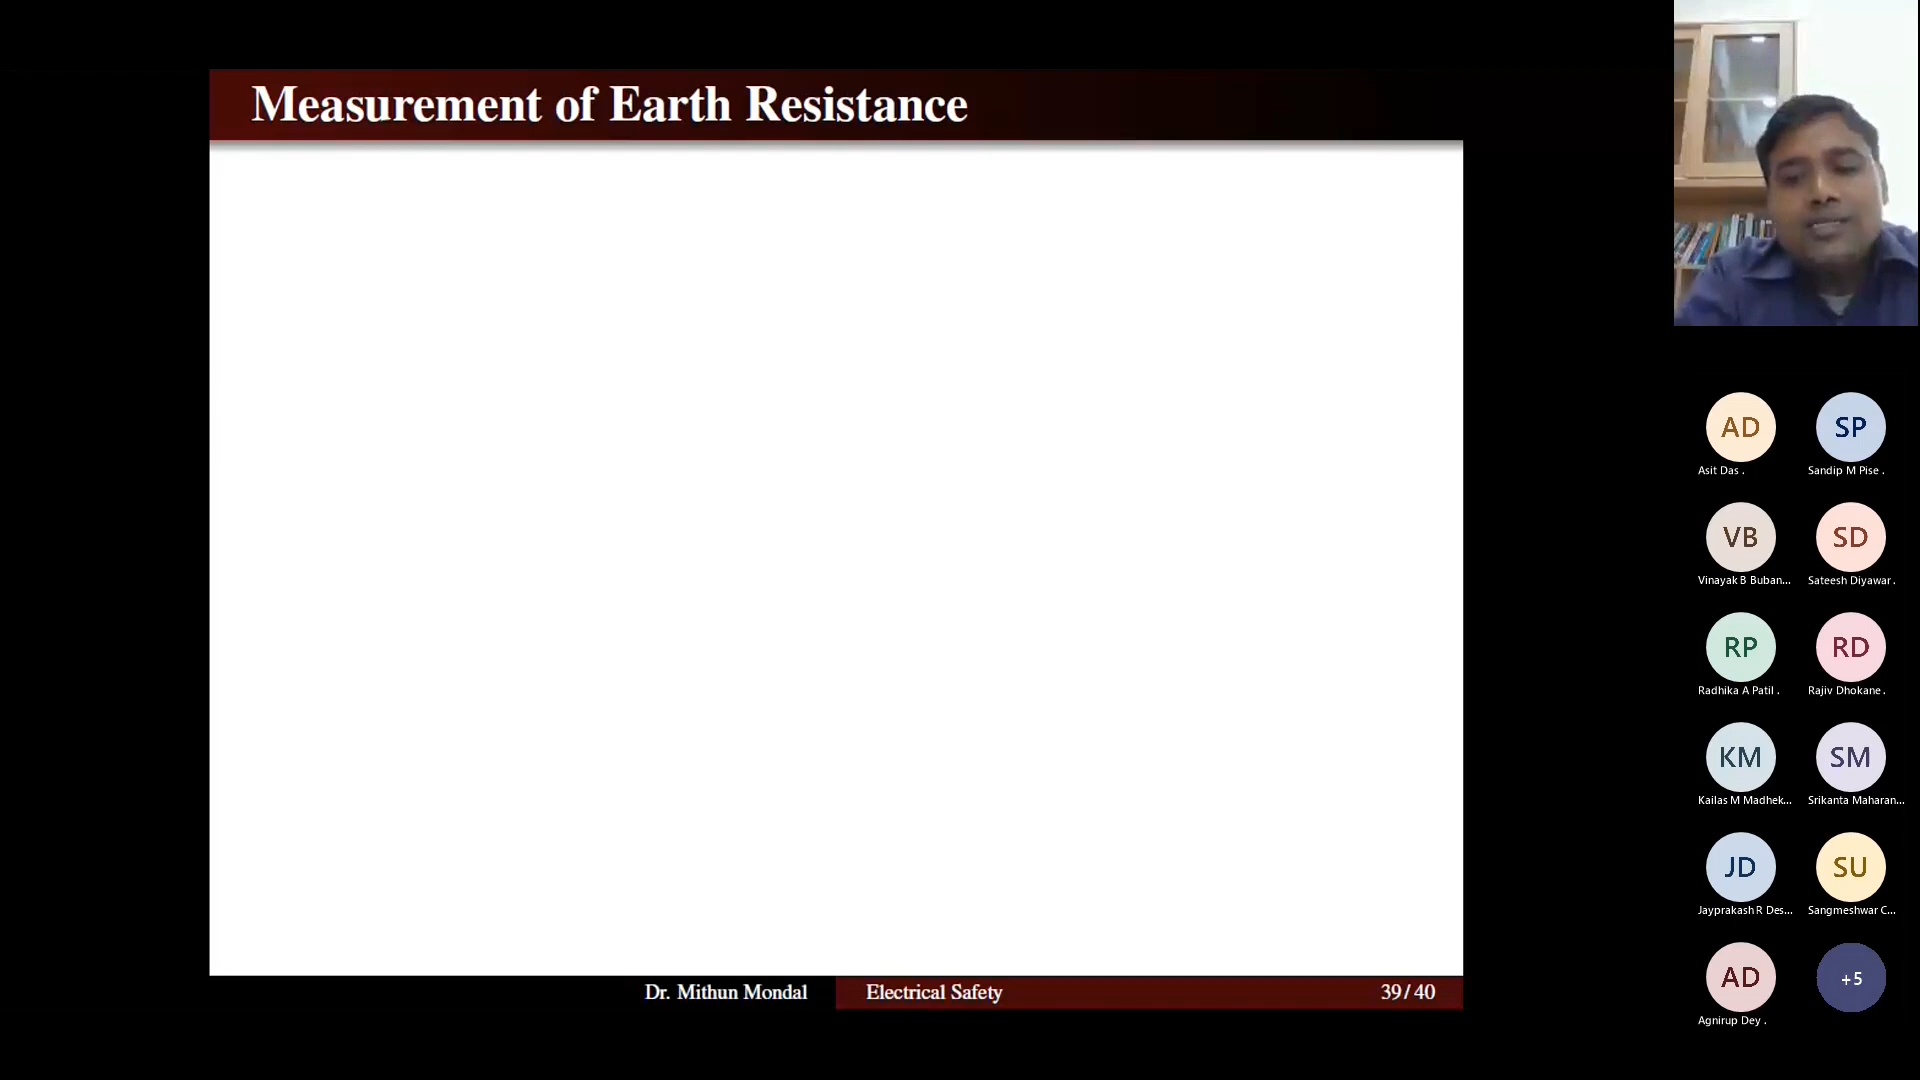 Measurement of Earth Resistance
Dr. Mithun Mondal
Electrical Safety
39/40
AD
SP
Asit Das .
Sandip M Pise .
VB
SD
Vinayak B Buban...
Sateesh Diyawar .
RP
RD
Radhika A Patil .
Rajiv Dhokane .
KM
SM
Kailas M Madhek...
Srikanta Maharan...
JD
SU
Jayprakash R Des...
Sangmeshwar C...
AD
+5
Agnirup Dey .